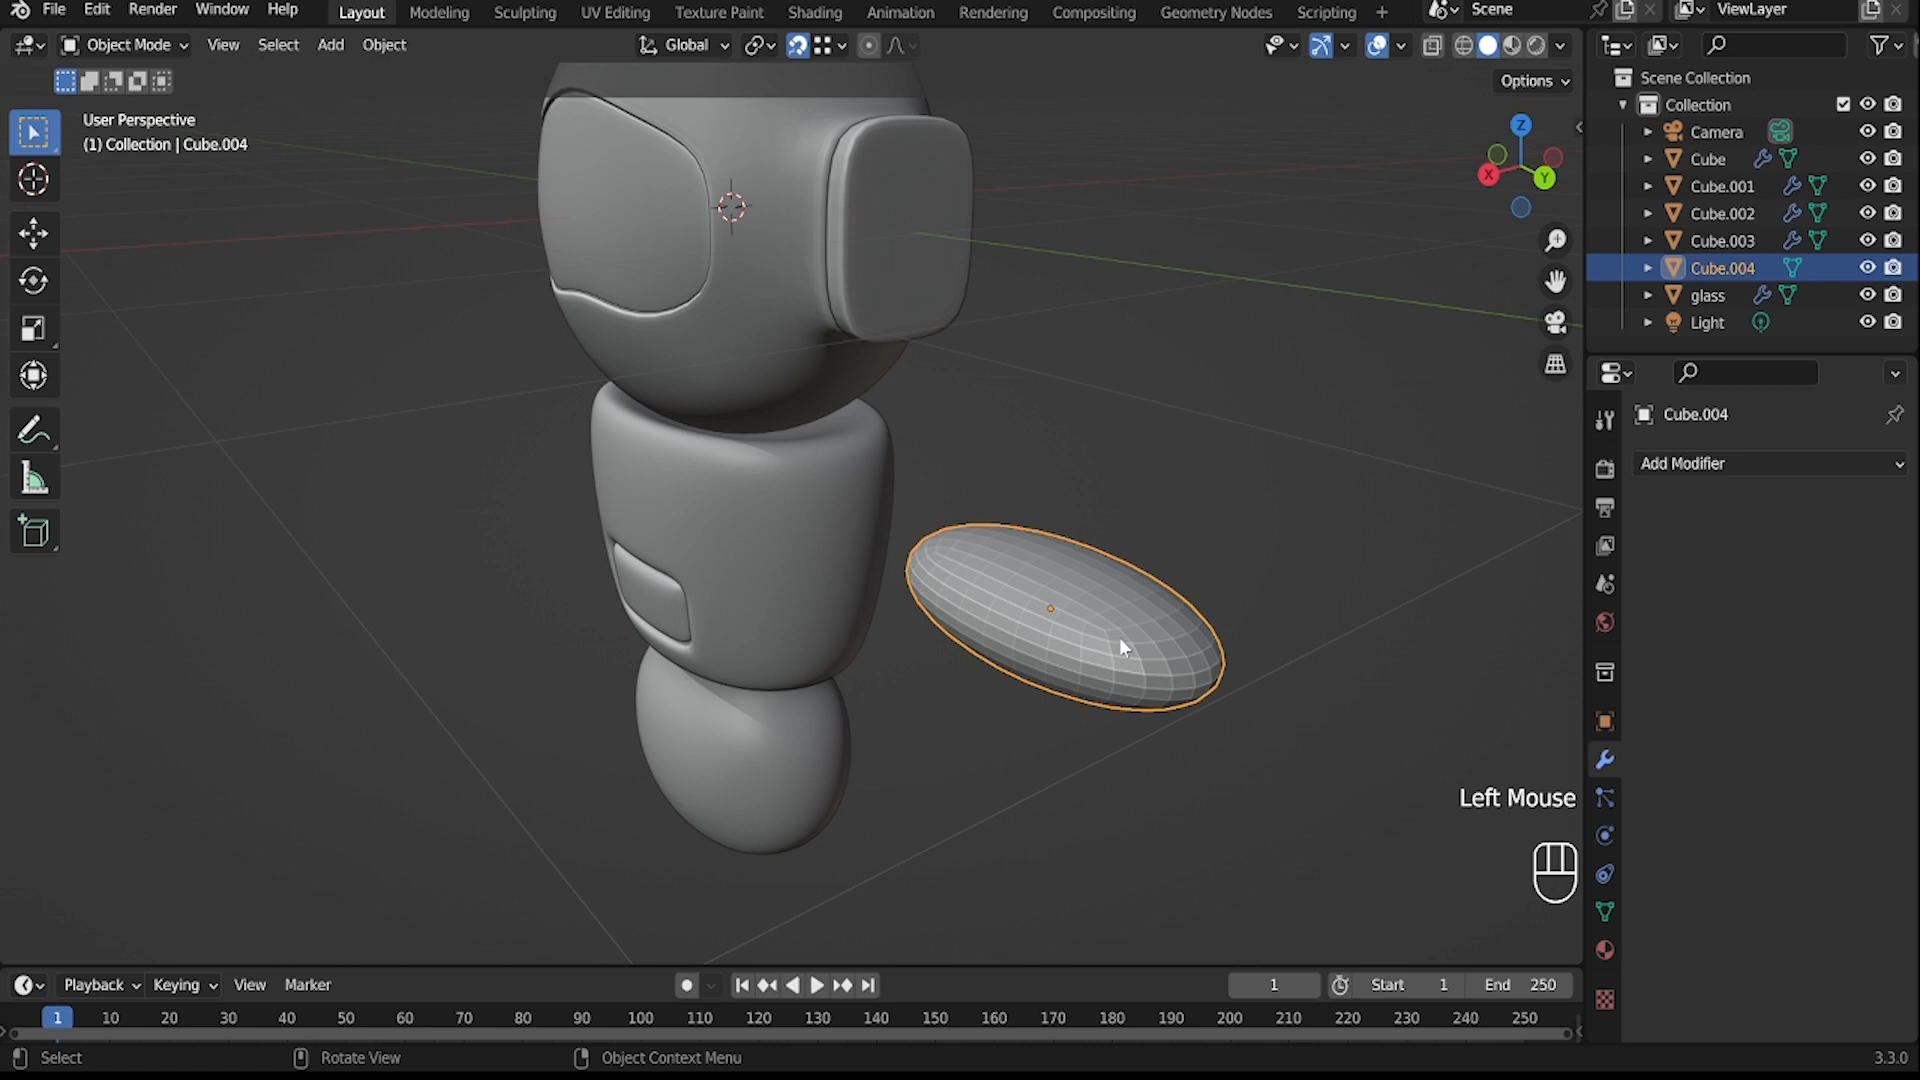 File Edit Render Window Help Layout Modeling Sculpting UV Editing Texture Paint Shading Animation Rendering Compositing Geometry Nodes Scripting + Scene ViewLayer
Object Mode View Select Add Object Global
Options
User Perspective
(1) Collection | Cube.004
Z
X
Y
Scene Collection
Collection
Camera
Cube
Cube.001
Cube.002
Cube.003
Cube.004
glass
Light
Cube.004
Add Modifier
Left Mouse
Playback Keying View Marker 1 Start 1 End 250
1 10 20 30 40 50 60 70 80 90 100 110 120 130 140 150 160 170 180 190 200 210 220 230 240 250
Select Rotate View Object Context Menu 3.3.0